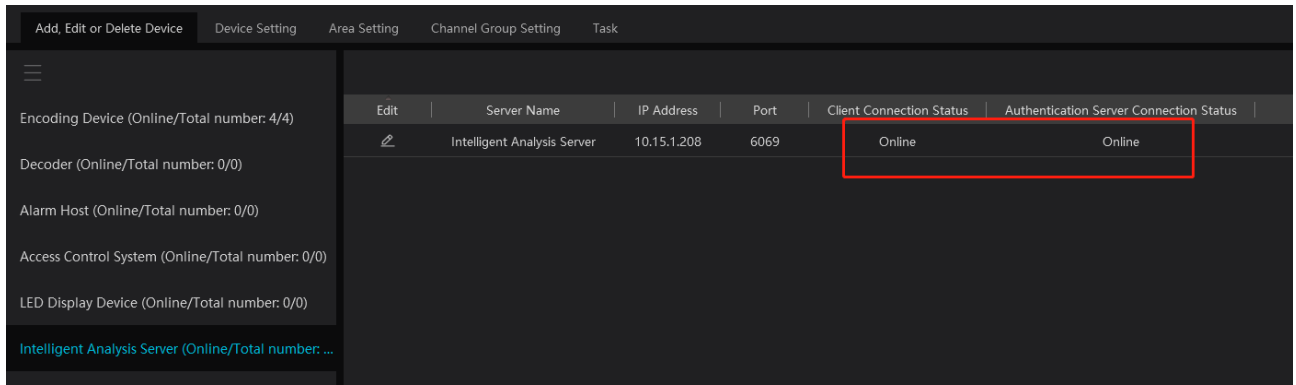 Add, Edit or Delete Device Device Setting Area Setting Channel Group Setting Task
Edit Server Name IP Address Port Client Connection Status Authentication Server Connection Status
Encoding Device (Online/Total number: 4/4)
Intelligent Analysis Server 10.15.1.208 6069 Online Online
Decoder (Online/Total number: 0/0)
Alarm Host (Online/Total number: 0/0)
Access Control System (Online/Total number: 0/0)
LED Display Device (Online/Total number: 0/0)
Intelligent Analysis Server (Online/Total number: ...